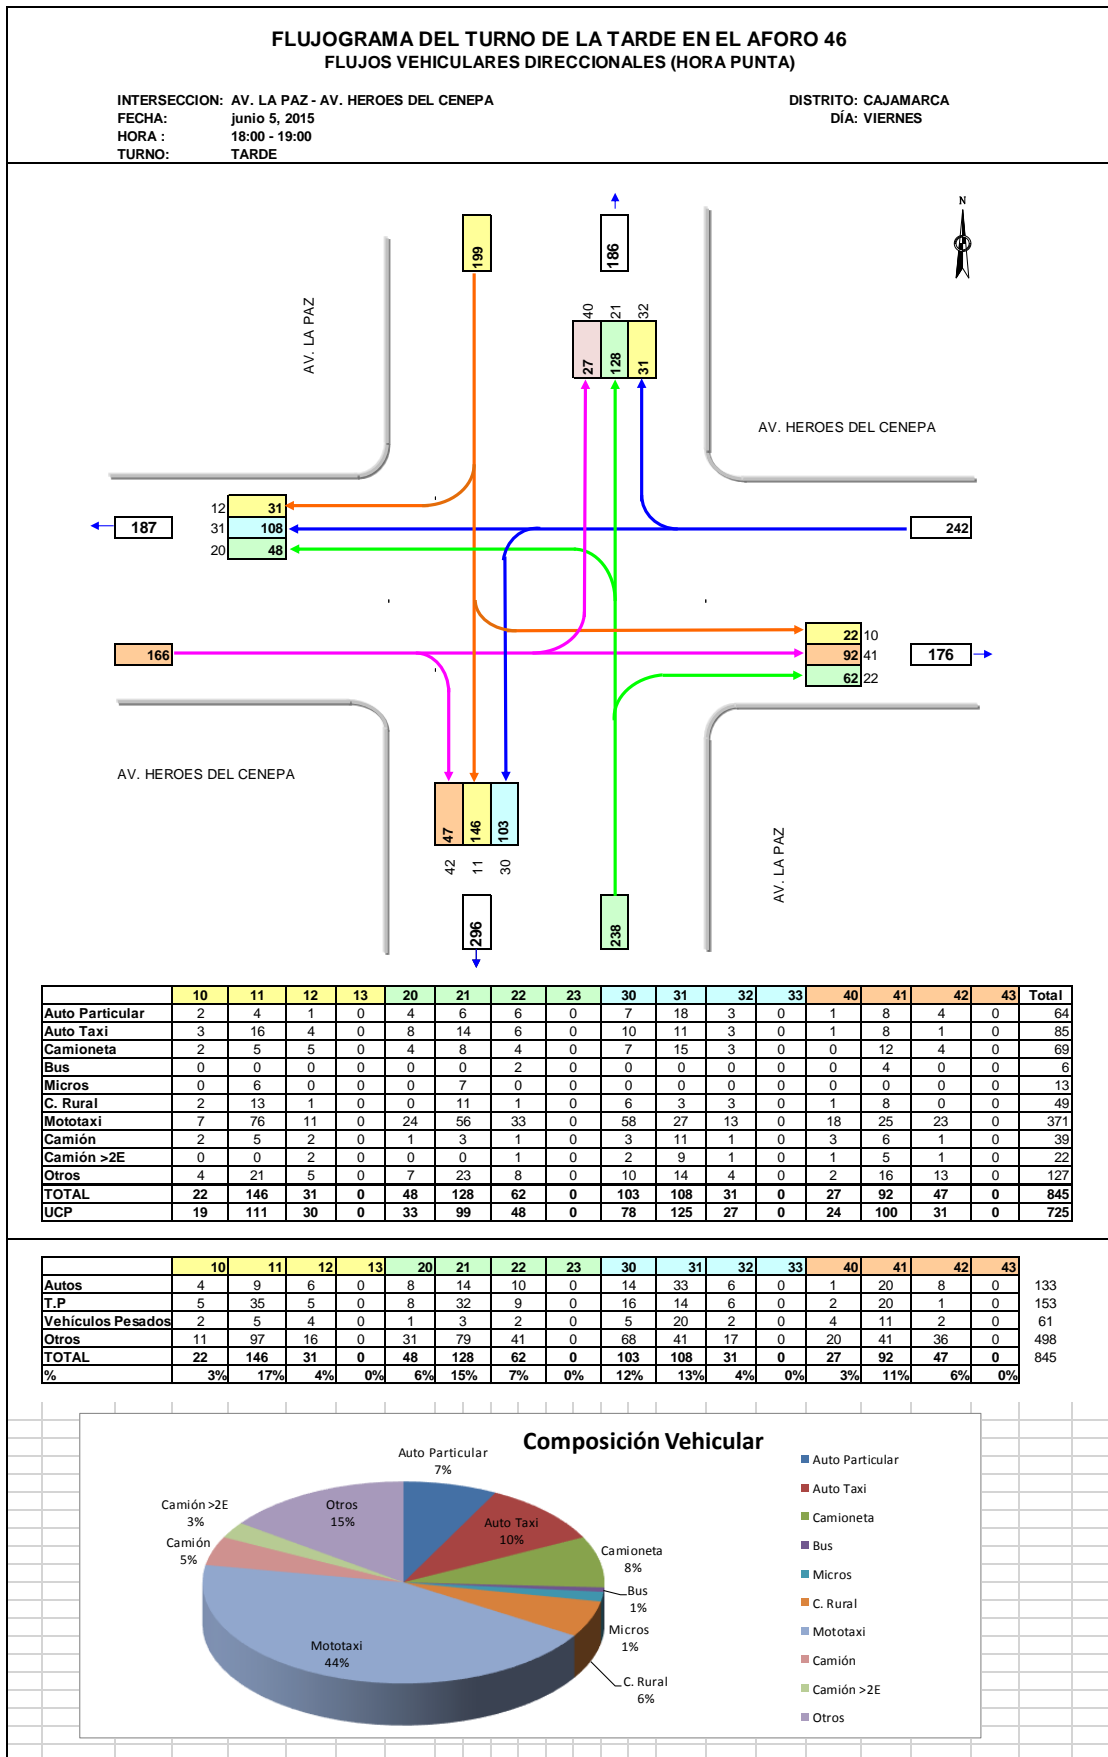 FLUJOGRAMA DEL TURNO DE LA TARDE EN EL AFORO 46
FLUJOS VEHICULARES DIRECCIONALES (HORA PUNTA)
INTERSECCION: AV. LA PAZ - AV. HEROES DEL CENEPA DISTRITO: CAJAMARCA
FECHA: junio 5, 2015 DÍA: VIERNES
HORA : 18:00 - 19:00
TURNO: TARDE
N
199
186
40 21 32
27 128 31
AV. LA PAZ
AV. HEROES DEL CENEPA
12 31
187 31 108 242
20 48
22 10
166 92 41 176
62 22
AV. HEROES DEL CENEPA
47 146 103
42 11 30
AV. LA PAZ
296 238
10 11 12 13 20 21 22 23 30 31 32 33 40 41 42 43 Total
Auto Particular 2 4 1 0 4 6 6 0 7 18 3 0 1 8 4 0 64
Auto Taxi 3 16 4 0 8 14 6 0 10 11 3 0 1 8 1 0 85
Camioneta 2 5 5 0 4 8 4 0 7 15 3 0 0 12 4 0 69
Bus 0 0 0 0 0 0 2 0 0 0 0 0 0 4 0 0 6
Micros 0 6 0 0 0 7 0 0 0 0 0 0 0 0 0 0 13
C. Rural 2 13 1 0 0 11 1 0 6 3 3 0 1 8 0 0 49
Mototaxi 7 76 11 0 24 56 33 0 58 27 13 0 18 25 23 0 371
Camión 2 5 2 0 1 3 1 0 3 11 1 0 3 6 1 0 39
Camión >2E 0 0 2 0 0 0 1 0 2 9 1 0 1 5 1 0 22
Otros 4 21 5 0 7 23 8 0 10 14 4 0 2 16 13 0 127
TOTAL 22 146 31 0 48 128 62 0 103 108 31 0 27 92 47 0 845
UCP 19 111 30 0 33 99 48 0 78 125 27 0 24 100 31 0 725
10 11 12 13 20 21 22 23 30 31 32 33 40 41 42 43
Autos 4 9 6 0 8 14 10 0 14 33 6 0 1 20 8 0 133
T.P 5 35 5 0 8 32 9 0 16 14 6 0 2 20 1 0 153
Vehículos Pesados 2 5 4 0 1 3 2 0 5 20 2 0 4 11 2 0 61
Otros 11 97 16 0 31 79 41 0 68 41 17 0 20 41 36 0 498
TOTAL 22 146 31 0 48 128 62 0 103 108 31 0 27 92 47 0 845
% 3% 17% 4% 0% 6% 15% 7% 0% 12% 13% 4% 0% 3% 11% 6% 0%
Composición Vehicular
Auto Particular
7%
Auto Taxi
10%
Camioneta
8%
Bus
1%
Micros
1%
C. Rural
6%
Mototaxi
44%
Camión
5%
Camión >2E
3%
Otros
15%
Auto Particular
Auto Taxi
Camioneta
Bus
Micros
C. Rural
Mototaxi
Camión
Camión >2E
Otros